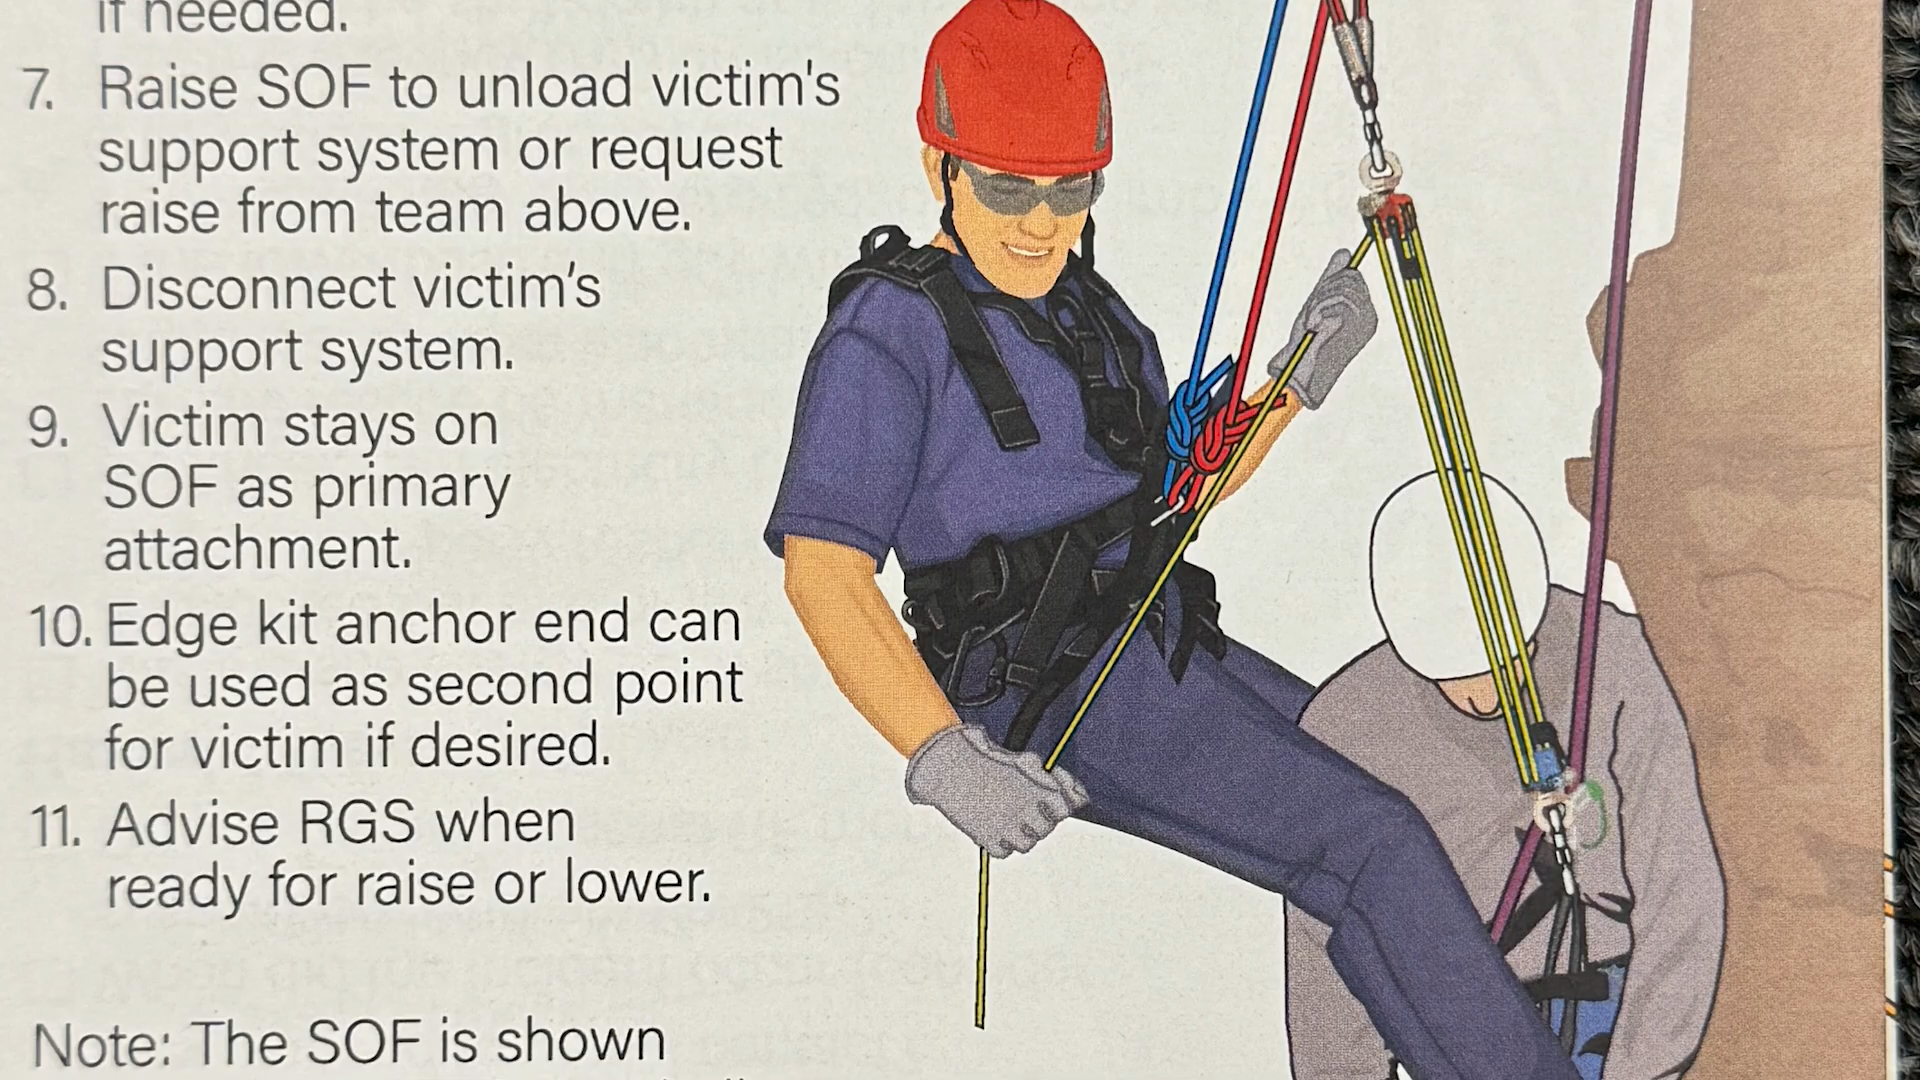 if needed.
7. Raise SOF to unload victim's
support system or request
raise from team above.
8. Disconnect victim's
support system.
9. Victim stays on
SOF as primary
attachment.
10. Edge kit anchor end can
be used as second point
for victim if desired.
11. Advise RGS when
ready for raise or lower.
Note: The SOF is shown